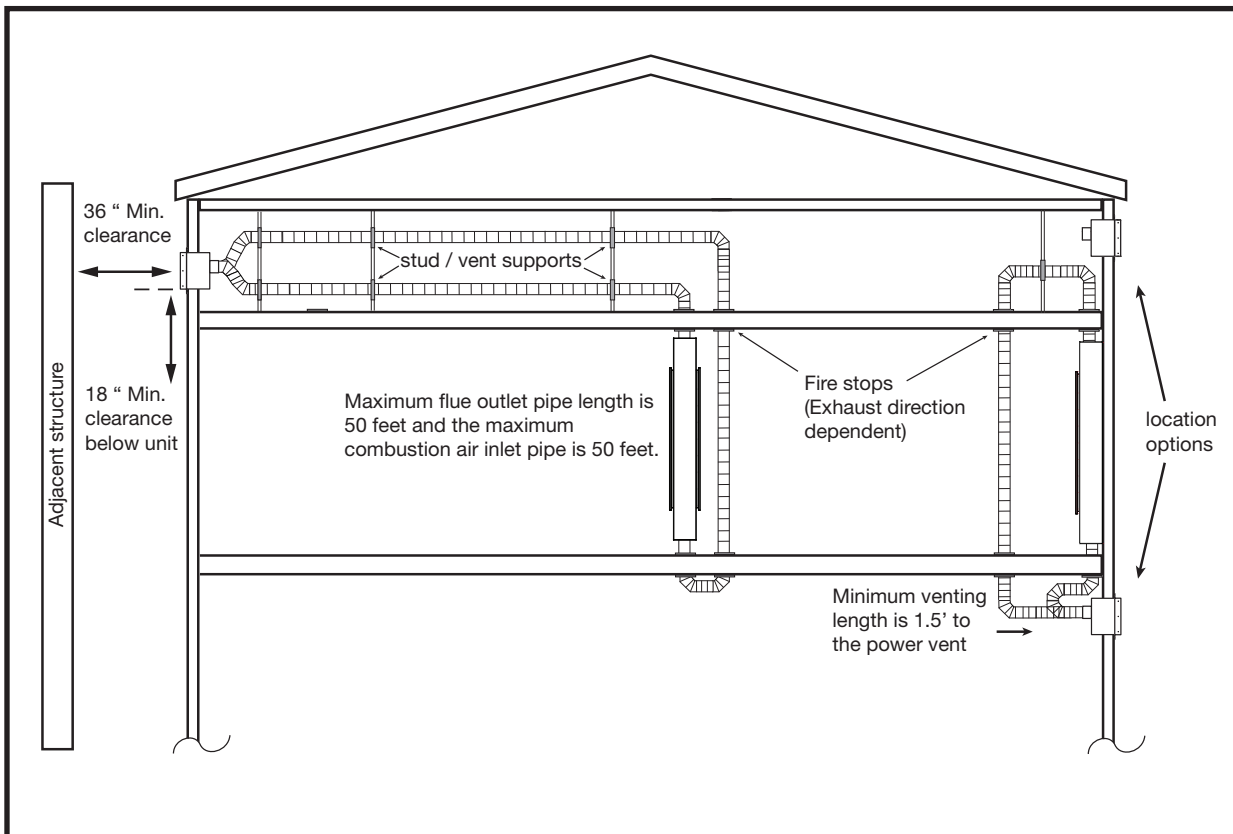 36 “ Min.
clearance
stud / vent supports
18 “ Min.
clearance
below unit
Adjacent structure
Maximum flue outlet pipe length is
50 feet and the maximum
combustion air inlet pipe is 50 feet.
Fire stops
(Exhaust direction
dependent)
location
options
Minimum venting
length is 1.5’ to
the power vent